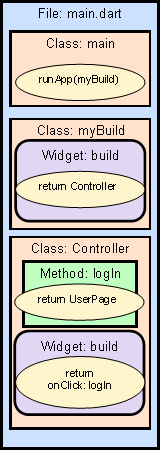 File: main.dart
Class: main
runApp(myBuild)
Class: myBuild
Widget: build
return Controller
Class: Controller
Method: logIn
return UserPage
Widget: build
return
onClick: logIn